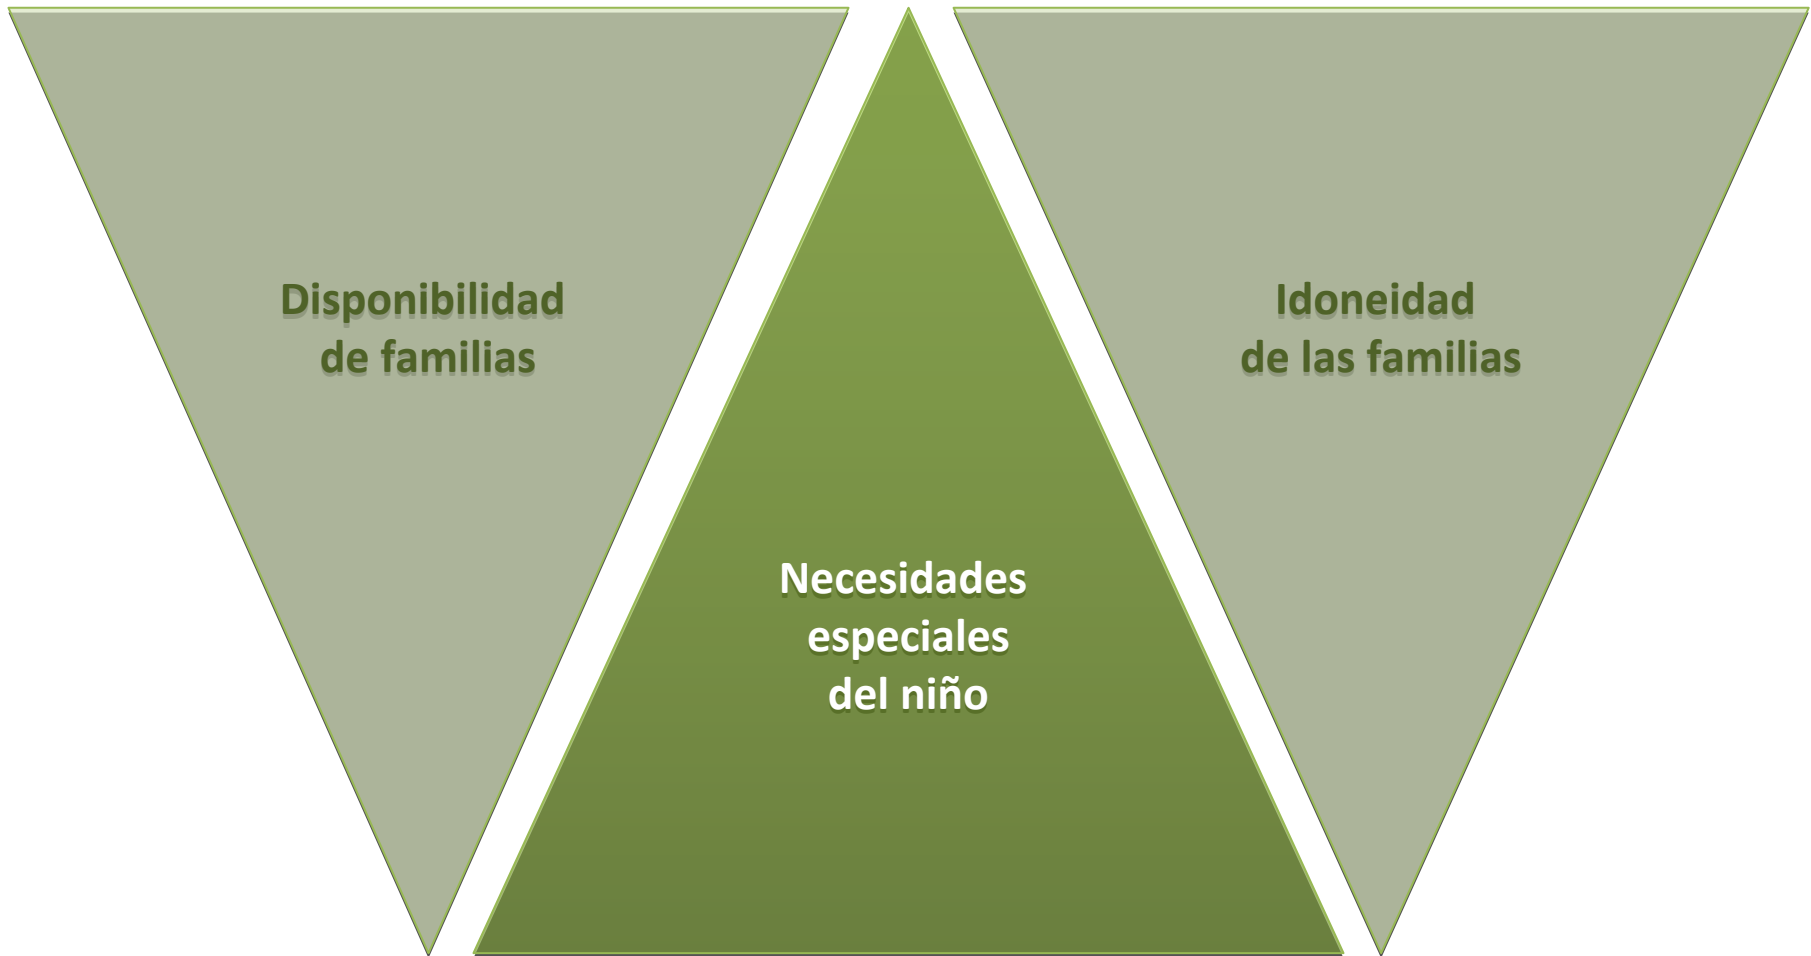 Disponibilidad
de familias
Necesidades
especiales
del niño
Idoneidad
de las familias